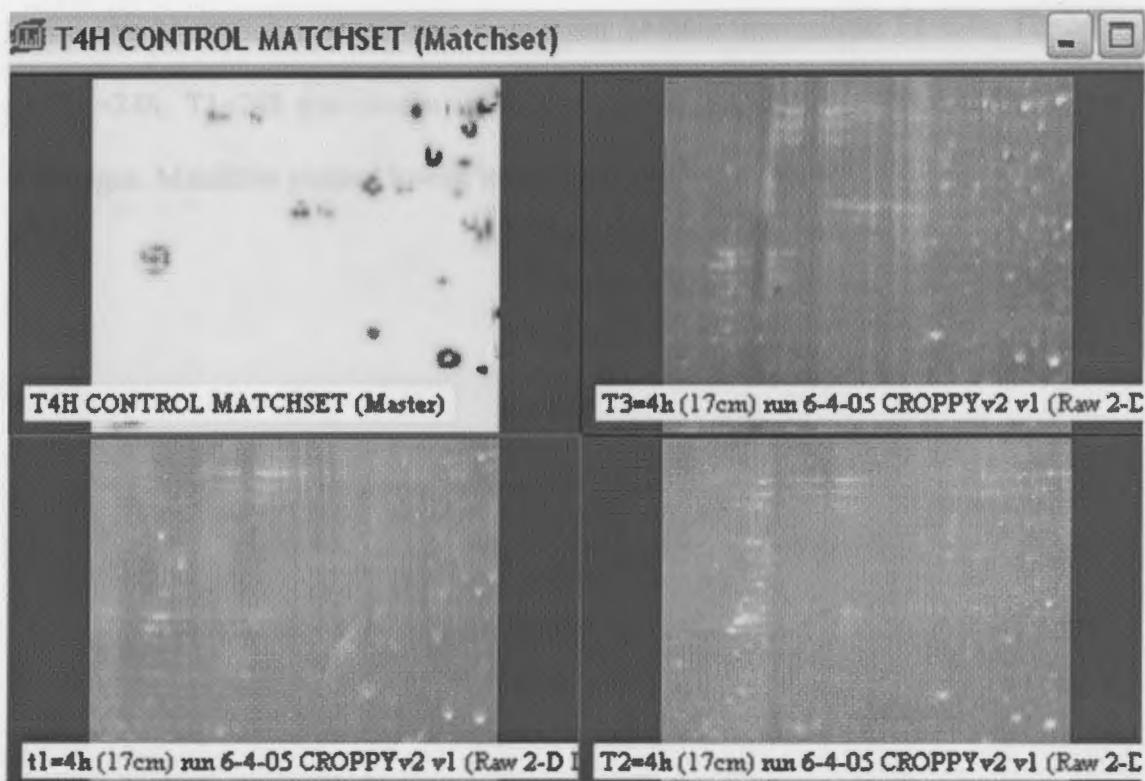 T4H CONTROL MATCHSET (Matchset)
T4H CONTROL MATCHSET (Master)
T3=4h (17cm) run 6-4-05 CROPPYv2 v1 (Raw 2-D
t1=4h (17cm) run 6-4-05 CROPPYv2 v1 (Raw 2-D
T2=4h (17cm) run 6-4-05 CROPPYv2 v1 (Raw 2-D